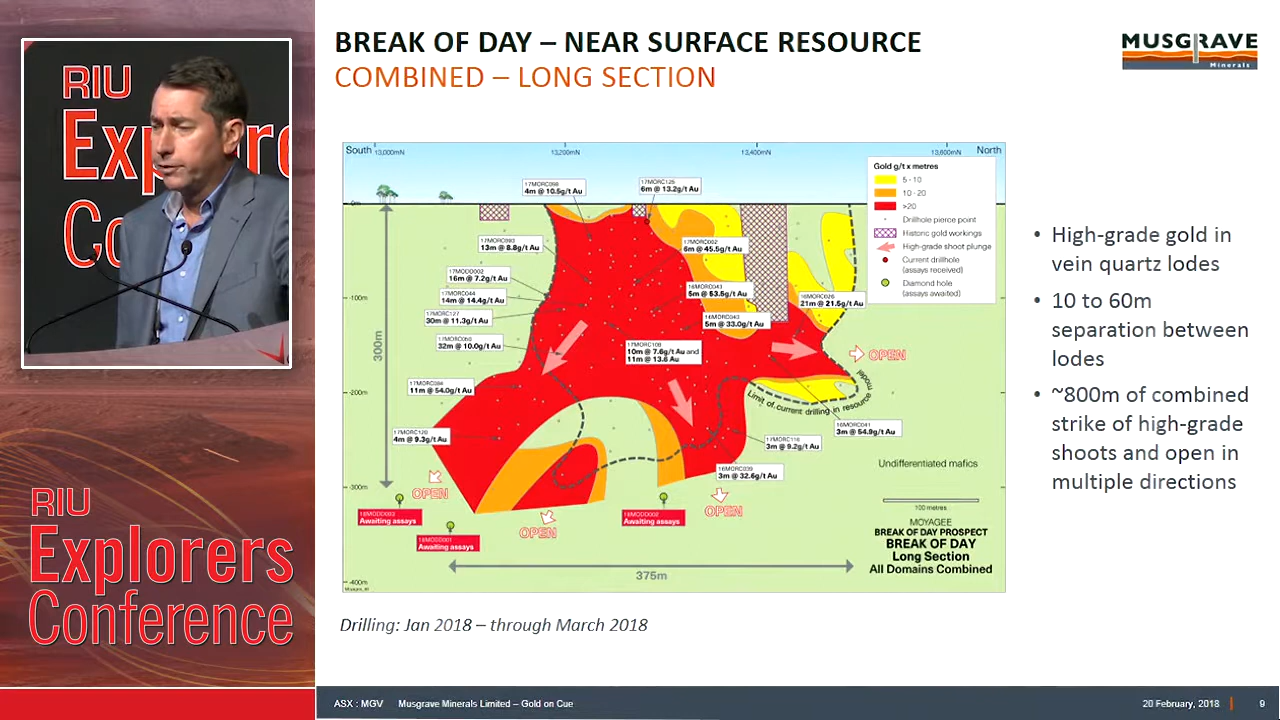 RIU
Explorers
Conference
RIU
Explorers
Conference
BREAK OF DAY – NEAR SURFACE RESOURCE
COMBINED – LONG SECTION
MUSGRAVE
Minerals
South
13,000mN
13,200mN
13,400mN
13,600mN
North
Gold g/t x metres
5 - 10
10 - 20
>20
Drillhole pierce point
Historic gold workings
High-grade shoot plunge
Current drillhole
(assays received)
Diamond hole
(assays awaited)
0m
-100m
-200m
-300m
-400m
300m
375m
17MORC098
4m @ 10.5g/t Au
17MORC125
6m @ 13.2g/t Au
17MORC093
13m @ 8.8g/t Au
17MORC002
6m @ 45.5g/t Au
17MODD002
16m @ 7.2g/t Au
17MORC044
14m @ 14.4g/t Au
5m @ 53.5g/t Au
16MORC026
21m @ 21.5g/t Au
17MORC127
30m @ 11.3g/t Au
5m @ 33.0g/t Au
32m @ 10.0g/t Au
10m @ 7.6g/t Au and
11m @ 13.8 Au
17MORC084
11m @ 54.0g/t Au
17MORC129
4m @ 9.3g/t Au
16MORC041
3m @ 54.9g/t Au
17MORC116
3m @ 9.2g/t Au
16MORC039
3m @ 32.6g/t Au
OPEN
OPEN
OPEN
OPEN
Limit of current drilling in resource model
18MODD003
Awaiting assays
18MODD001
Awaiting assays
18MODD002
Awaiting assays
Undifferentiated mafics
100 metres
MOYAGEE
BREAK OF DAY PROSPECT
BREAK OF DAY
Long Section
All Domains Combined
• High-grade gold in
vein quartz lodes
• 10 to 60m
separation between
lodes
• ~800m of combined
strike of high-grade
shoots and open in
multiple directions
Drilling: Jan 2018 – through March 2018
ASX : MGV Musgrave Minerals Limited – Gold on Cue
20 February, 2018 9